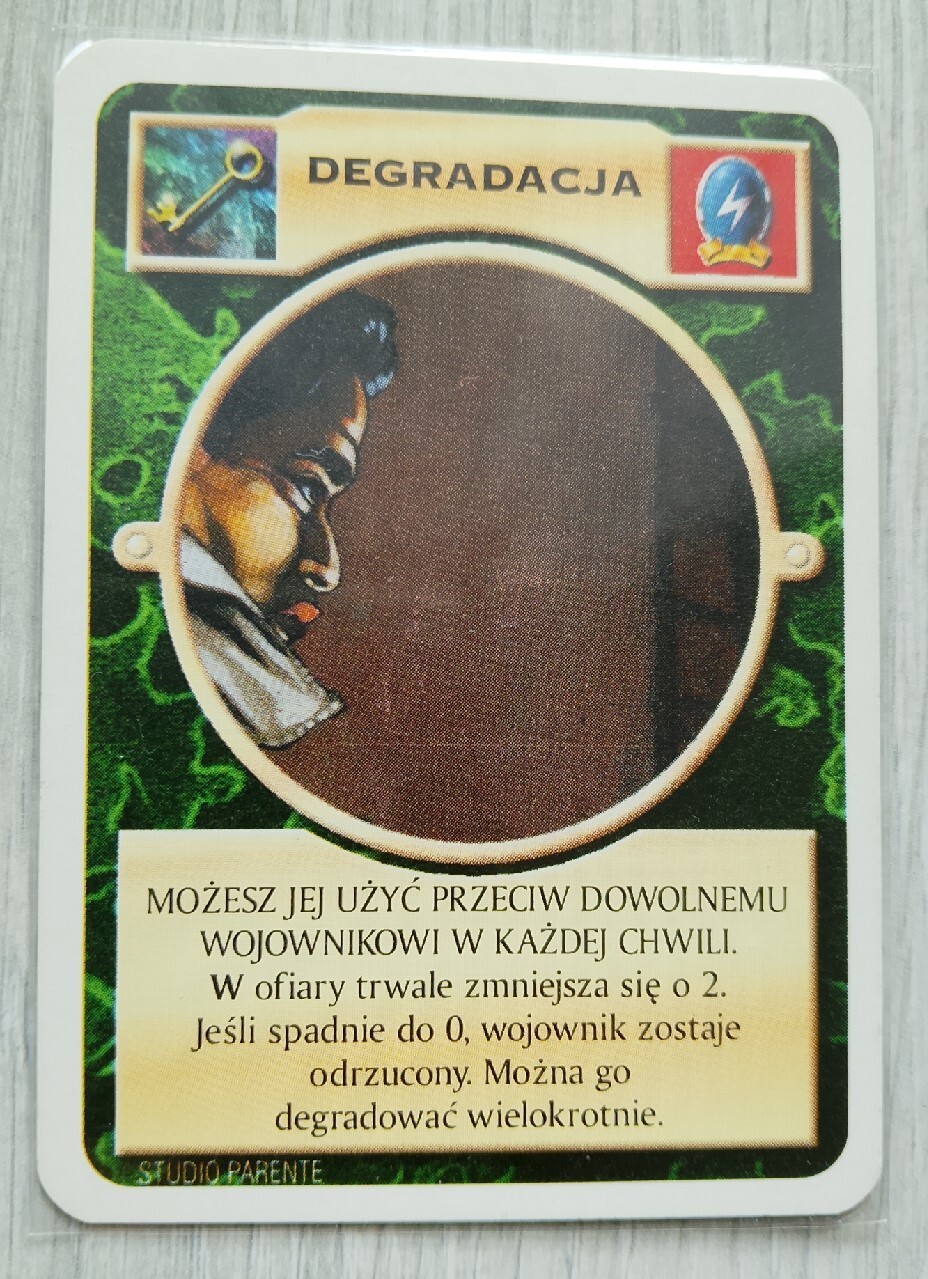 DEGRADACJA
MOŻESZ JEJ UŻYĆ PRZECIW DOWOLNEMU
WOJOWNIKOWI W KAŻDEJ CHWILI.
W ofiary trwale zmniejsza się o 2.
Jeśli spadnie do 0, wojownik zostaje
odrzucony. Można go
degradować wielokrotnie.
STUDIO PARENTE